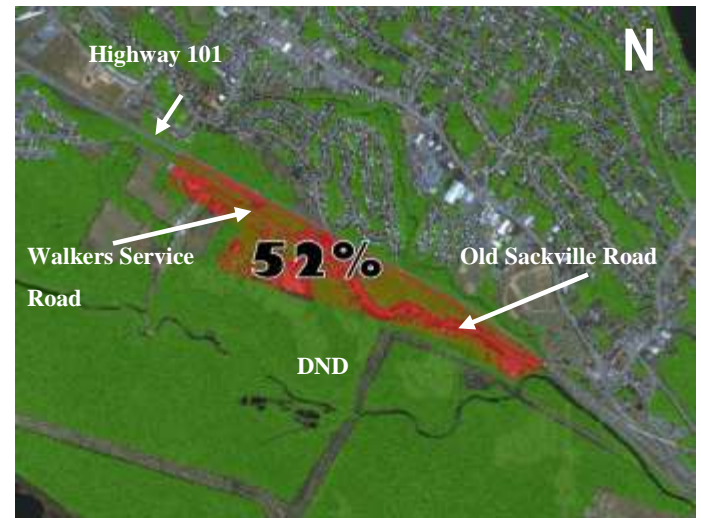 Highway 101
N
Walkers Service
Road
52%
Old Sackville Road
DND